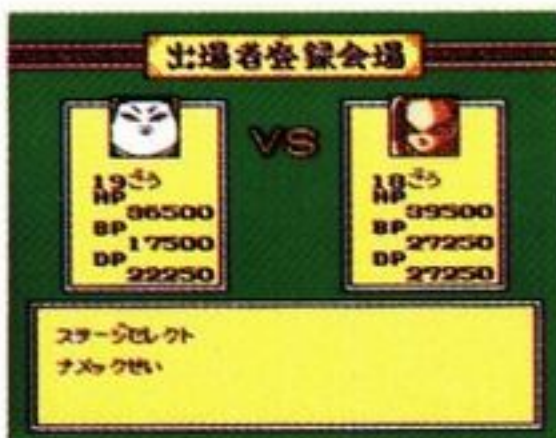 出場者登録会場
VS
19ごう
HP
36500
BP
17500
DP
22250
18ごう
HP
39500
BP
27250
DP
27250
ステージセレクト
ナメックせい